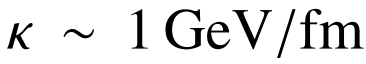 κ ∼ 1 GeV/fm